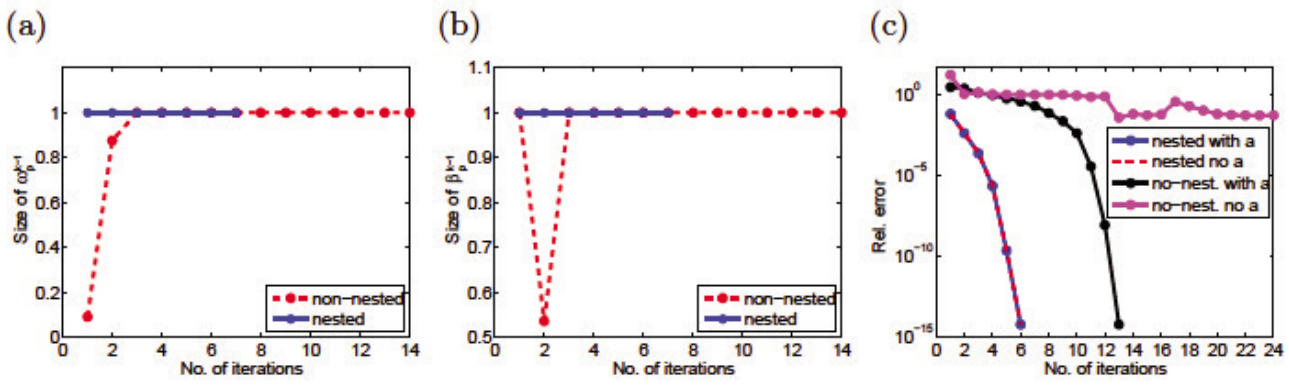 (a)
Size of α_p^{k−1}
1
0.8
0.6
0.4
0.2
0
0 2 4 6 8 10 12 14
No. of iterations
non−nested
nested
(b)
Size of β_p^{k−1}
1.1
1
0.9
0.8
0.7
0.6
0.5
0 2 4 6 8 10 12 14
No. of iterations
non−nested
nested
(c)
Rel. error
10^0
10^{−5}
10^{−10}
10^{−15}
0 2 4 6 8 10 12 14 16 18 20 22 24
No. of iterations
nested with a
nested no a
no−nest. with a
no−nest. no a